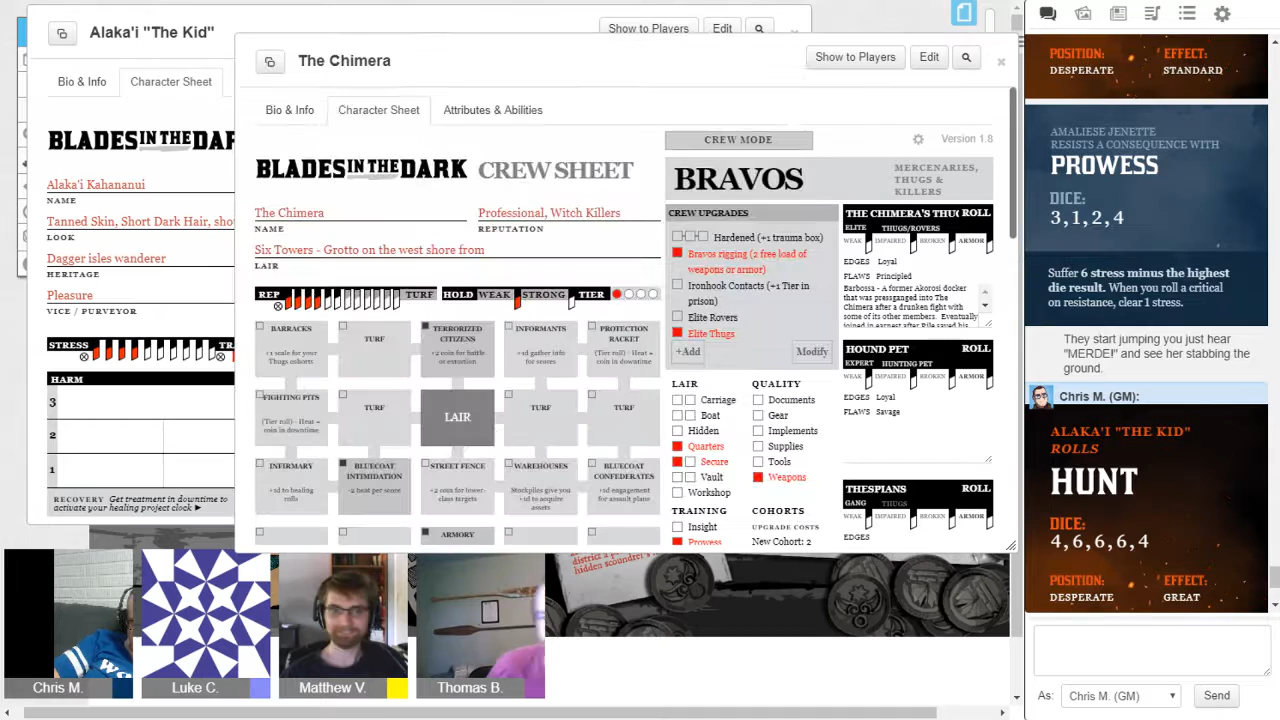 Alaka'i "The Kid"
Show to Players
Edit
Bio & Info
Character Sheet
BLADES IN THE DAR
Alaka'i Kahananui
NAME
Tanned Skin, Short Dark Hair, sho
LOOK
Dagger isles wanderer
HERITAGE
Pleasure
VICE / PURVEYOR
STRESS
HARM
3
2
1
RECOVERY Get treatment in downtime to
activate your healing project clock ▶
The Chimera
Show to Players
Edit
Bio & Info
Character Sheet
Attributes & Abilities
BLADES IN THE DARK CREW SHEET
The Chimera
NAME
Professional, Witch Killers
REPUTATION
Six Towers - Grotto on the west shore from
LAIR
REP
TURF
HOLD
WEAK
STRONG
TIER
BARRACKS
+1 scale for your
Thugs cohorts
TURF
TERRORIZED
CITIZENS
+2 coin for battle
or extortion
INFORMANTS
+1d gather info
for scores
PROTECTION
RACKET
(Tier roll) - Heat =
coin in downtime
FIGHTING PITS
(Tier roll) - Heat =
coin in downtime
TURF
LAIR
TURF
TURF
INFIRMARY
+1d to healing
rolls
BLUECOAT
INTIMIDATION
-2 heat per score
STREET FENCE
+2 coin for lower-
class targets
WAREHOUSES
Stockpiles give you
+1d to acquire
assets
BLUECOAT
CONFEDERATES
+1d engagement
for assault plans
ARMORY
CREW MODE
Version 1.8
BRAVOS
MERCENARIES,
THUGS &
KILLERS
CREW UPGRADES
Hardened (+1 trauma box)
Bravos rigging (2 free load of
weapons or armor)
Ironhook Contacts (+1 Tier in
prison)
Elite Rovers
Elite Thugs
+Add
Modify
LAIR
Carriage
Boat
Hidden
Quarters
Secure
Vault
Workshop
TRAINING
Insight
Prowess
QUALITY
Documents
Gear
Implements
Supplies
Tools
Weapons
COHORTS
UPGRADE COSTS
New Cohort: 2
THE CHIMERA'S THUG ROLL
ELITE THUGS/ROVERS
WEAK IMPAIRED BROKEN ARMOR
EDGES Loyal
FLAWS Principled
Barbossa - a former Akorosi docker
that was pressganged into The
Chimera after a drunken fight with
some of its other members. Eventually
joined in earnest after Pile saved his
HOUND PET ROLL
EXPERT HUNTING PET
WEAK IMPAIRED BROKEN ARMOR
EDGES Loyal
FLAWS Savage
THESPIANS ROLL
GANG THUGS
WEAK IMPAIRED BROKEN ARMOR
EDGES
district a p
hidden scoundrel
Chris M.
Luke C.
Matthew V.
Thomas B.
POSITION: EFFECT:
DESPERATE STANDARD
AMALIESE JENETTE
RESISTS A CONSEQUENCE WITH
PROWESS
DICE:
3,1,2,4
Suffer 6 stress minus the highest
die result. When you roll a critical
on resistance, clear 1 stress.
They start jumping you just hear
"MERDE!" and see her stabbing the
ground.
Chris M. (GM):
ALAKA'I "THE KID"
ROLLS
HUNT
DICE:
4,6,6,6,4
POSITION: EFFECT:
DESPERATE GREAT
As: Chris M. (GM)
Send